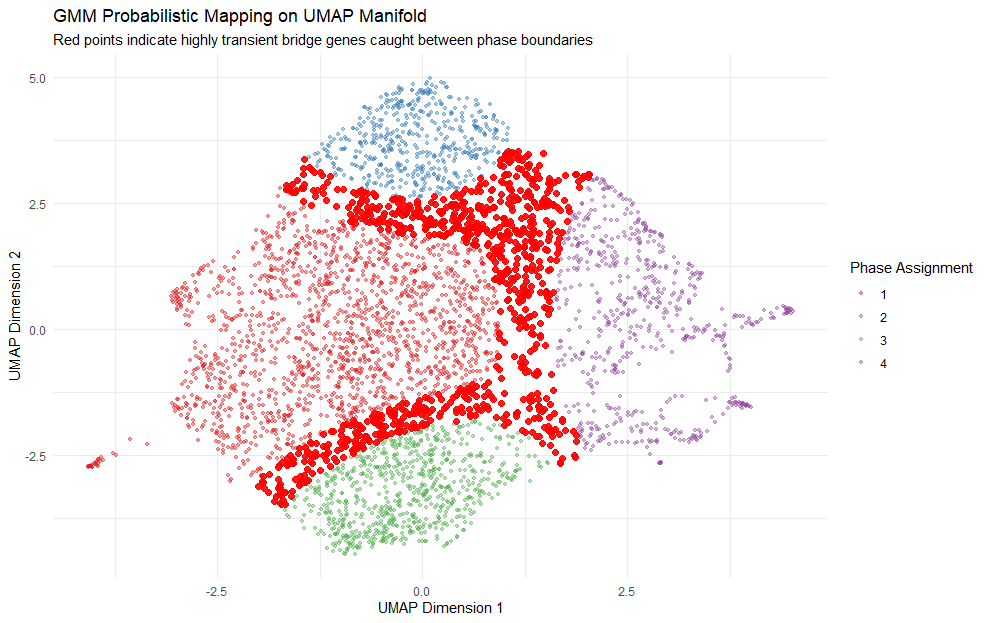 GMM Probabilistic Mapping on UMAP Manifold
Red points indicate highly transient bridge genes caught between phase boundaries
5.0
2.5
0.0
-2.5
UMAP Dimension 2
-2.5
0.0
2.5
UMAP Dimension 1
Phase Assignment
1
2
3
4